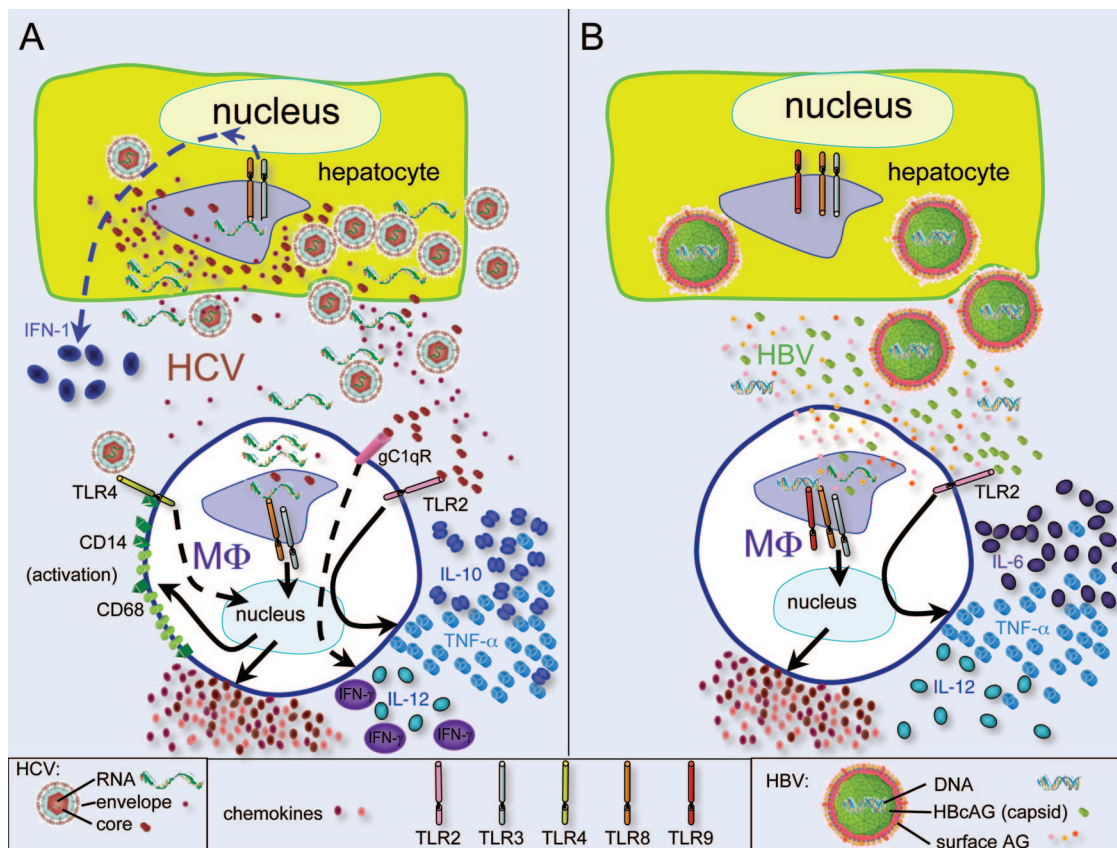 A
nucleus
hepatocyte
IFN-1
HCV
gC1qR
TLR4
TLR2
CD14
MΦ
IL-10
(activation)
CD68
nucleus
TNF-α
IFN-γ
IL-12
IFN-γ
IFN-γ
B
nucleus
hepatocyte
HBV
TLR2
MΦ
IL-6
nucleus
TNF-α
IL-12
HCV:
RNA
envelope
core
chemokines
TLR2 TLR3 TLR4 TLR8 TLR9
HBV:
DNA
HBcAG (capsid)
surface AG